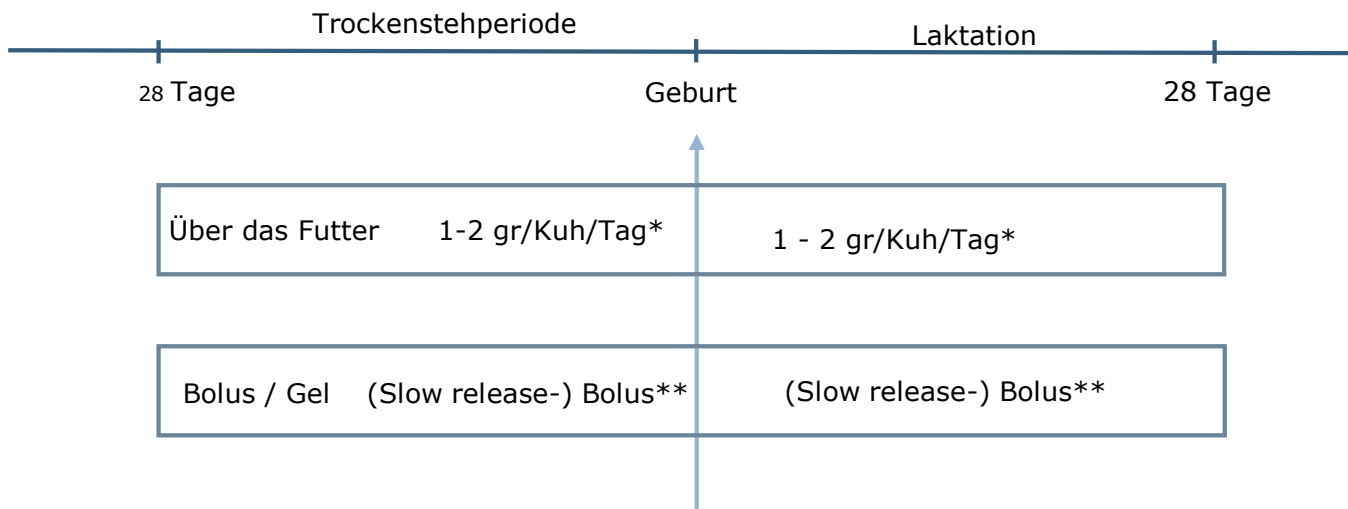 Trockenstehperiode
Laktation
28 Tage
Geburt
28 Tage
Über das Futter 1-2 gr/Kuh/Tag*
1 - 2 gr/Kuh/Tag*
Bolus / Gel (Slow release-) Bolus**
(Slow release-) Bolus**